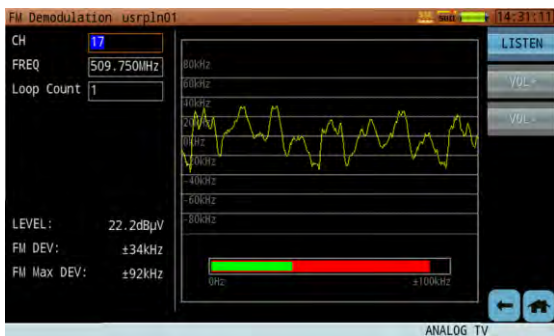 FM Demodulation usrpln01
14:31:11
CH 17
FREQ 509.750MHz
Loop Count 1
LISTEN
VOL+
VOL-
80kHz
60kHz
40kHz
20kHz
0kHz
-20kHz
-40kHz
-60kHz
-80kHz
LEVEL: 22.2dBμV
FM DEV: ±34kHz
FM Max DEV: ±92kHz
0Hz ±100kHz
ANALOG TV